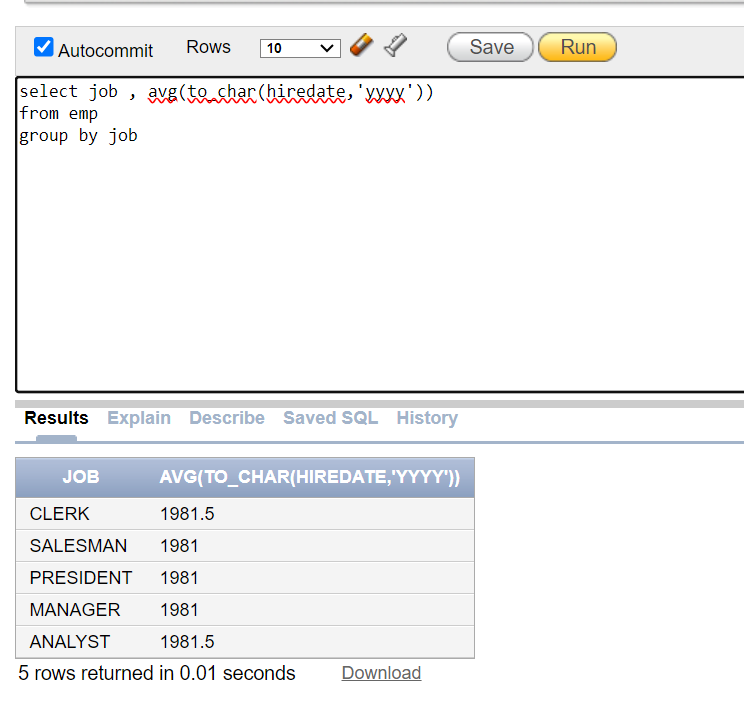 Autocommit Rows 10 Save Run
select job , avg(to_char(hiredate,'yyyy'))
from emp
group by job
Results Explain Describe Saved SQL History
JOB AVG(TO_CHAR(HIREDATE,'YYYY'))
CLERK 1981.5
SALESMAN 1981
PRESIDENT 1981
MANAGER 1981
ANALYST 1981.5
5 rows returned in 0.01 seconds Download